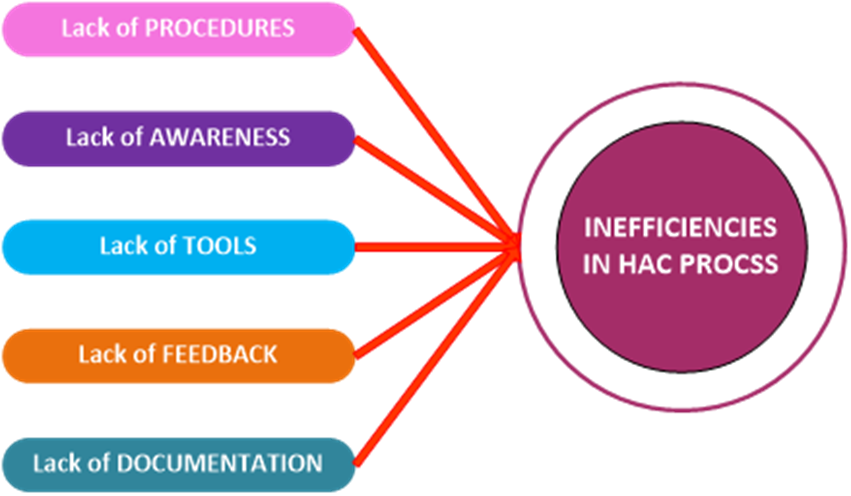 Lack of PROCEDURES
Lack of AWARENESS
Lack of TOOLS
Lack of FEEDBACK
Lack of DOCUMENTATION
INEFFICIENCIES
IN HAC PROCSS